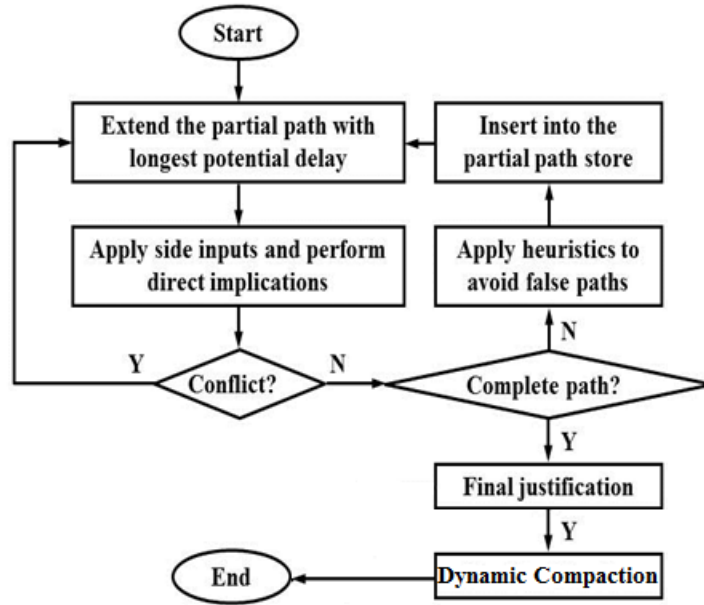 Start
Extend the partial path with
longest potential delay
Insert into the
partial path store
Apply side inputs and perform
direct implications
Apply heuristics to
avoid false paths
Y
Conflict?
N
N
Complete path?
Y
Final justification
Y
Dynamic Compaction
End